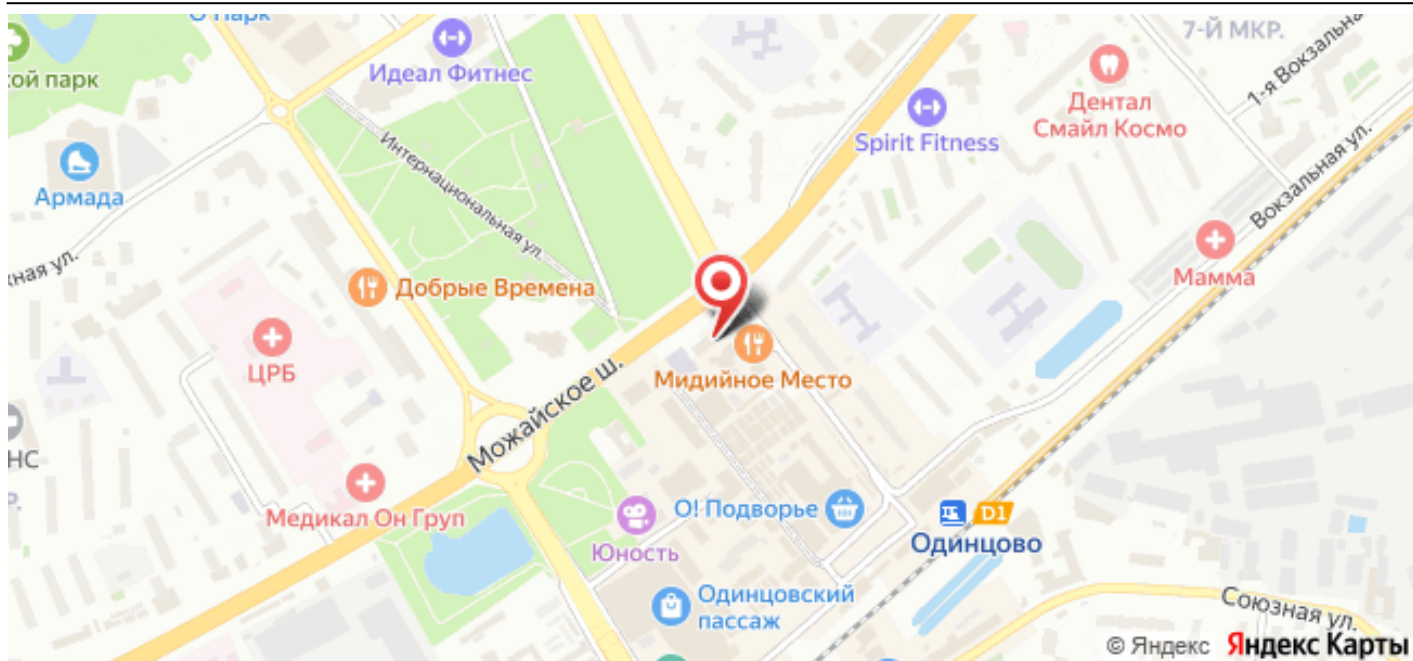 О Парк
7-Й МКР.
Идеал Фитнес
кой парк
1-я Вокзальна
Дентал
Смайл Космо
Spirit Fitness
Интернациональная ул.
Вокзальная ул.
Армада
ная ул.
Добрые Времена
Мамма
ЦРБ
Можайское ш.
Мидийное Место
НС
Р.
Медикал Он Груп
О! Подворье
D1
Одинцово
Юность
Одинцовский
пассаж
Союзная ул.
© Яндекс Яндекс Карты